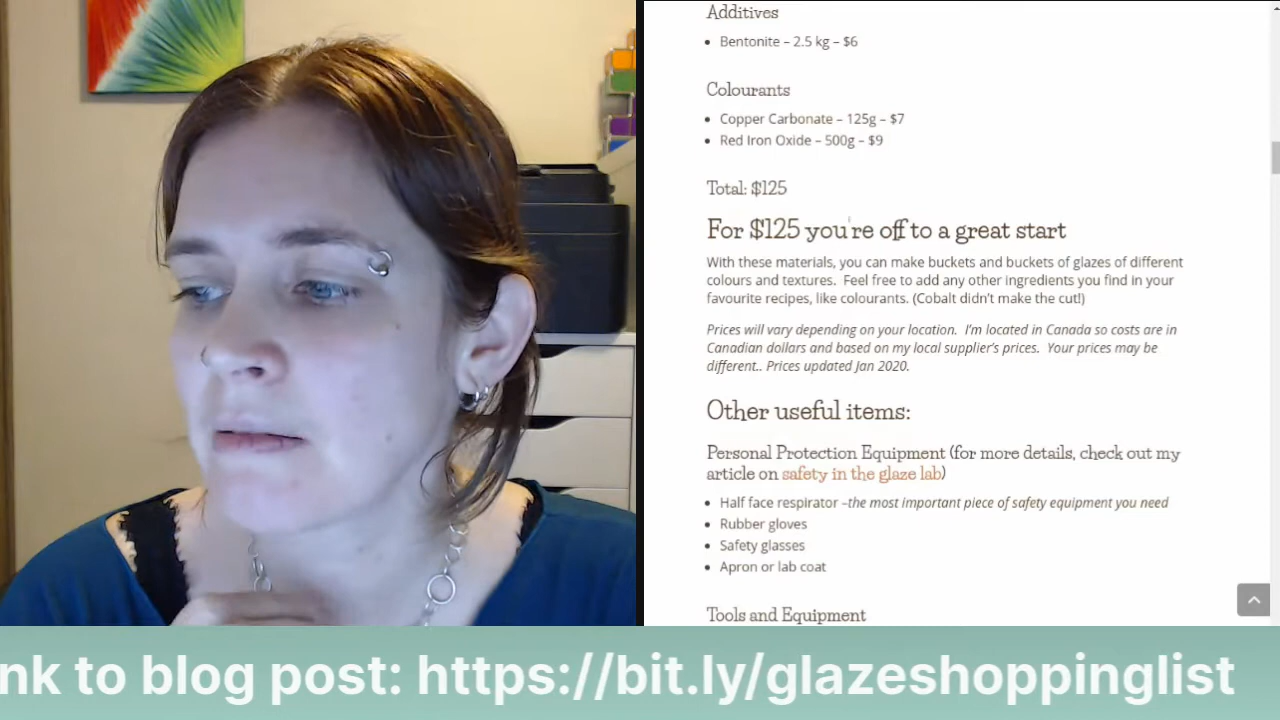 Additives
Bentonite – 2.5 kg – $6
Colourants
Copper Carbonate – 125g – $7
Red Iron Oxide – 500g – $9
Total: $125
For $125 you're off to a great start
With these materials, you can make buckets and buckets of glazes of different
colours and textures. Feel free to add any other ingredients you find in your
favourite recipes, like colourants. (Cobalt didn't make the cut!)
Prices will vary depending on your location. I'm located in Canada so costs are in
Canadian dollars and based on my local supplier's prices. Your prices may be
different.. Prices updated Jan 2020.
Other useful items:
Personal Protection Equipment (for more details, check out my
article on safety in the glaze lab)
Half face respirator –the most important piece of safety equipment you need
Rubber gloves
Safety glasses
Apron or lab coat
Tools and Equipment
nk to blog post: https://bit.ly/glazeshoppinglist